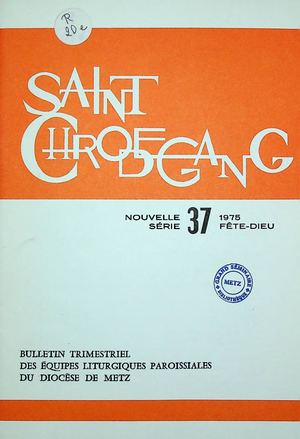 R
20e
SAINT
CHRODEGANG
NOUVELLE
SÉRIE
37
1975
FÊTE-DIEU
GRAND SÉMINAIRE
METZ
BIBLIOTHÈQUE
BULLETIN TRIMESTRIEL
DES ÉQUIPES LITURGIQUES PAROISSIALES
DU DIOCÈSE DE METZ